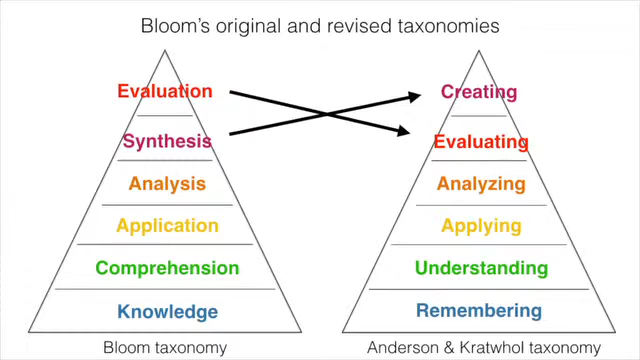 Bloom's original and revised taxonomies
Evaluation
Synthesis
Analysis
Application
Comprehension
Knowledge
Bloom taxonomy
Creating
Evaluating
Analyzing
Applying
Understanding
Remembering
Anderson & Kratwhol taxonomy